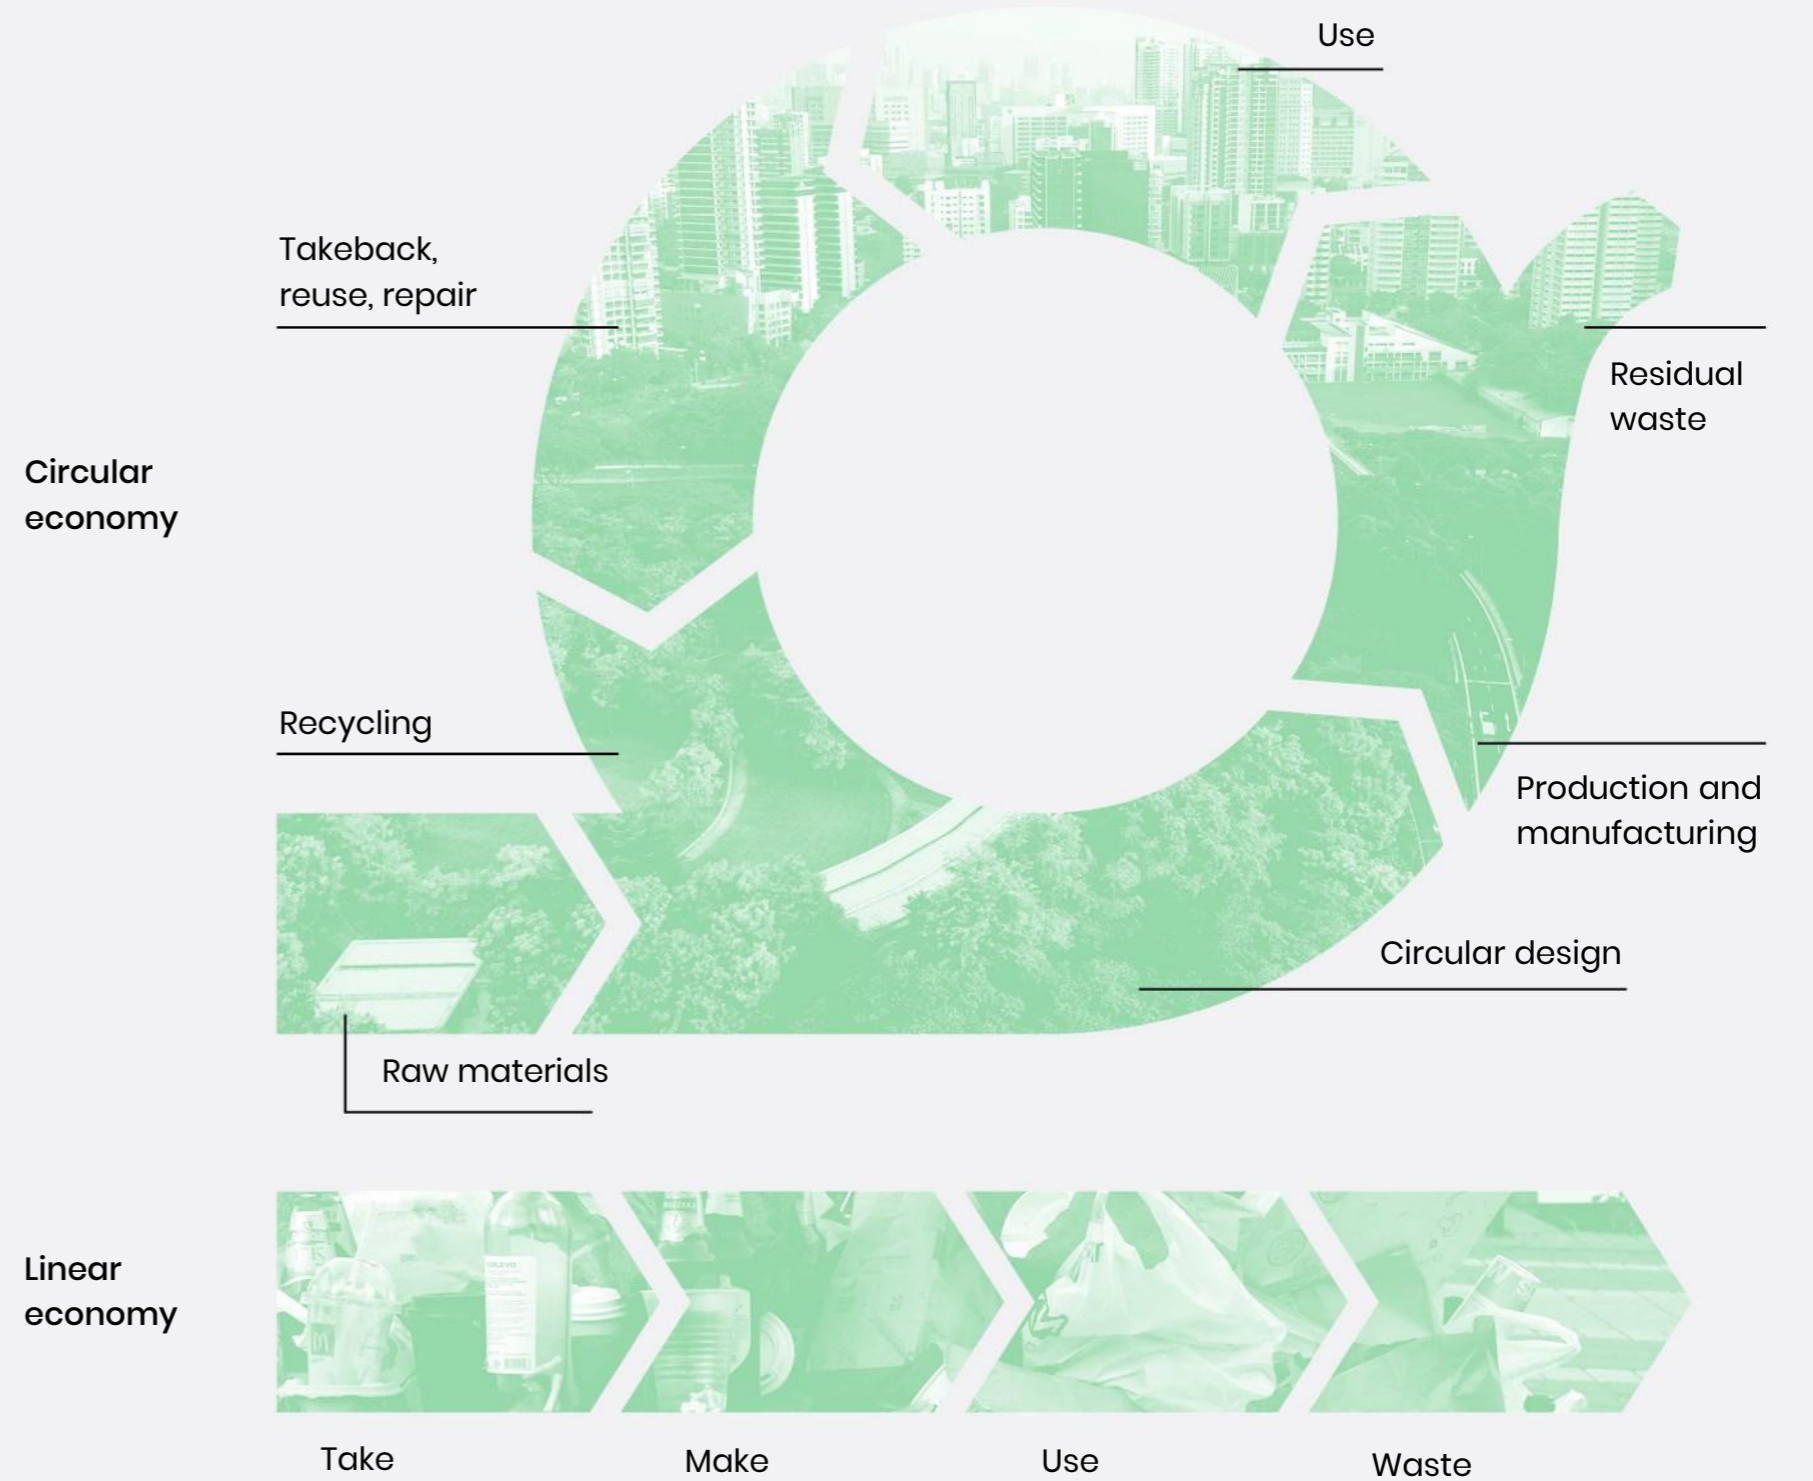 Use
Takeback,
reuse, repair
Residual
waste
Circular
economy
Recycling
Production and
manufacturing
Circular design
Raw materials
Linear
economy
Take
Make
Use
Waste